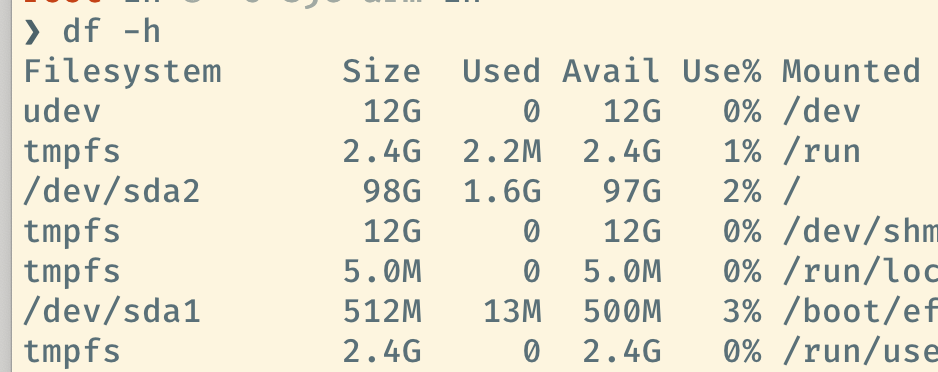 ❯ df -h
Filesystem      Size  Used Avail Use% Mounted
udev             12G     0   12G   0% /dev
tmpfs           2.4G  2.2M  2.4G   1% /run
/dev/sda2        98G  1.6G   97G   2% /
tmpfs            12G     0   12G   0% /dev/shm
tmpfs           5.0M     0  5.0M   0% /run/loc
/dev/sda1       512M   13M  500M   3% /boot/ef
tmpfs           2.4G     0  2.4G   0% /run/use